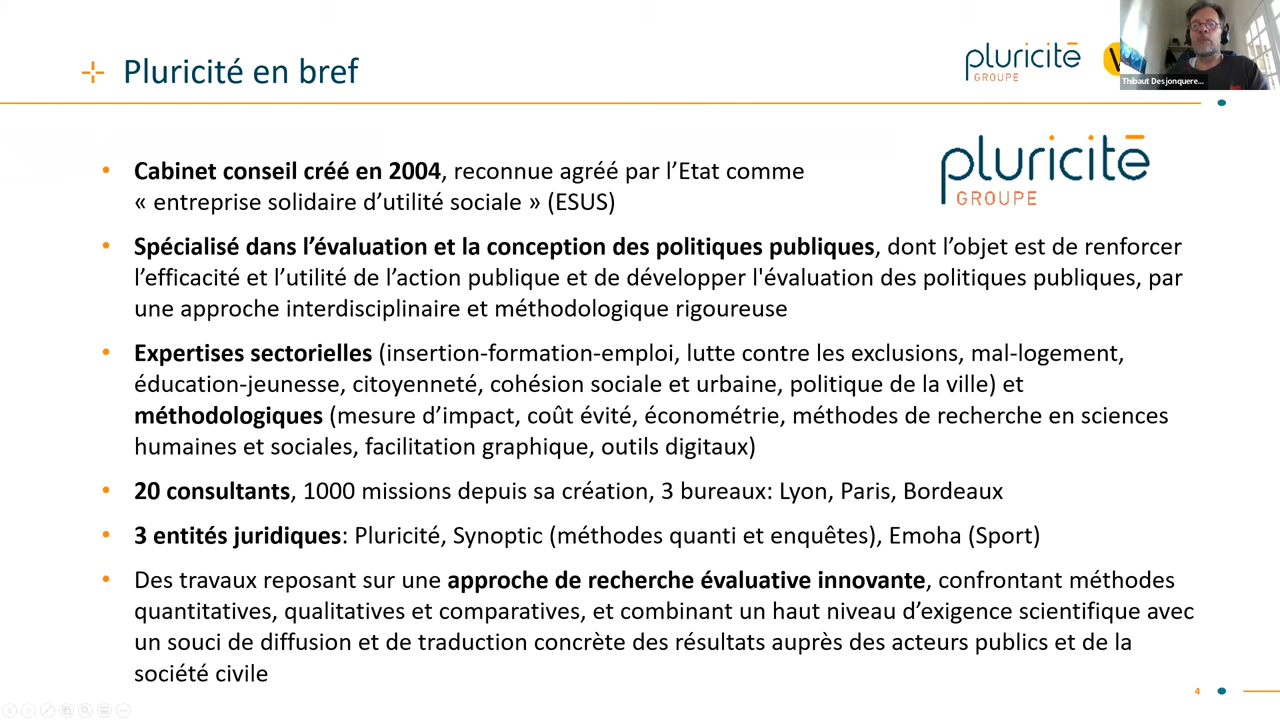 Pluricité en bref
pluricité
GROUPE
Thibaut Desjonquere...
pluricité
GROUPE
• Cabinet conseil créé en 2004, reconnue agréé par l’Etat comme
« entreprise solidaire d’utilité sociale » (ESUS)
• Spécialisé dans l’évaluation et la conception des politiques publiques, dont l’objet est de renforcer
l’efficacité et l’utilité de l’action publique et de développer l'évaluation des politiques publiques, par
une approche interdisciplinaire et méthodologique rigoureuse
• Expertises sectorielles (insertion-formation-emploi, lutte contre les exclusions, mal-logement,
éducation-jeunesse, citoyenneté, cohésion sociale et urbaine, politique de la ville) et
méthodologiques (mesure d’impact, coût évité, économétrie, méthodes de recherche en sciences
humaines et sociales, facilitation graphique, outils digitaux)
• 20 consultants, 1000 missions depuis sa création, 3 bureaux: Lyon, Paris, Bordeaux
• 3 entités juridiques: Pluricité, Synoptic (méthodes quanti et enquêtes), Emoha (Sport)
• Des travaux reposant sur une approche de recherche évaluative innovante, confrontant méthodes
quantitatives, qualitatives et comparatives, et combinant un haut niveau d’exigence scientifique avec
un souci de diffusion et de traduction concrète des résultats auprès des acteurs publics et de la
société civile
4